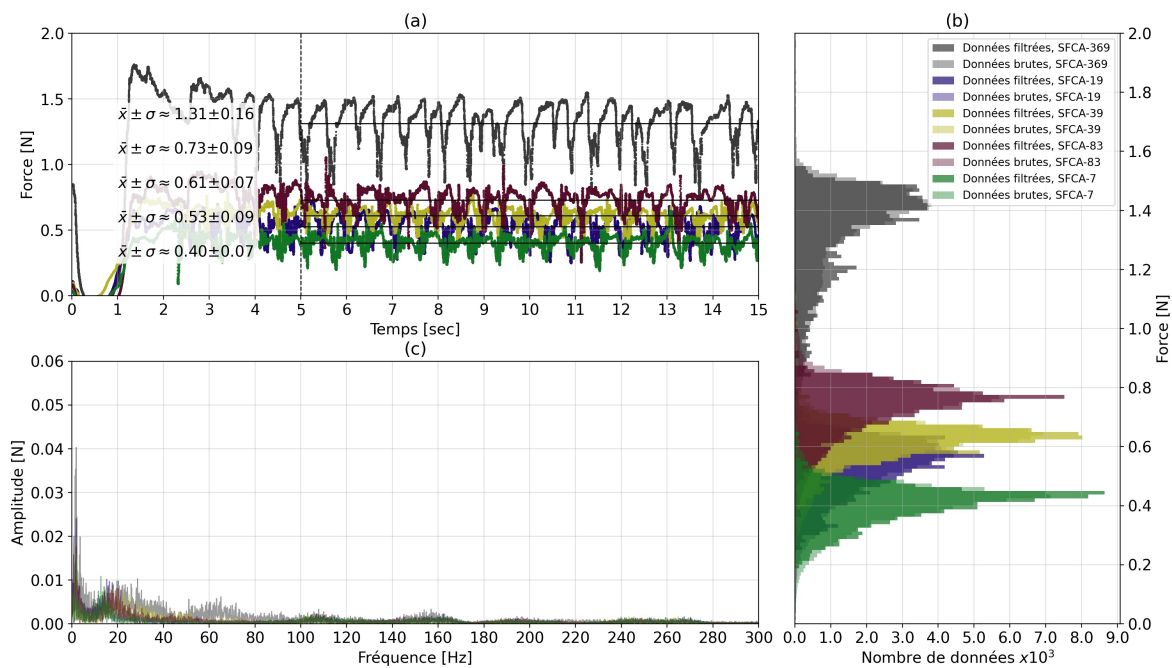 (a)
2.0
1.5
1.0
0.5
0.0
Force [N]
x̄ ± σ ≈ 1.31±0.16
x̄ ± σ ≈ 0.73±0.09
x̄ ± σ ≈ 0.61±0.07
x̄ ± σ ≈ 0.53±0.09
x̄ ± σ ≈ 0.40±0.07
0 1 2 3 4 5 6 7 8 9 10 11 12 13 14 15
Temps [sec]
(b)
Données filtrées, SFCA-369
Données brutes, SFCA-369
Données filtrées, SFCA-19
Données brutes, SFCA-19
Données filtrées, SFCA-39
Données brutes, SFCA-39
Données filtrées, SFCA-83
Données brutes, SFCA-83
Données filtrées, SFCA-7
Données brutes, SFCA-7
2.0
1.8
1.6
1.4
1.2
1.0
0.8
0.6
0.4
0.2
0.0
Force [N]
0.0 1.0 2.0 3.0 4.0 5.0 6.0 7.0 8.0 9.0
Nombre de données x10³
(c)
0.06
0.05
0.04
0.03
0.02
0.01
0.00
Amplitude [N]
0 20 40 60 80 100 120 140 160 180 200 220 240 260 280 300
Fréquence [Hz]